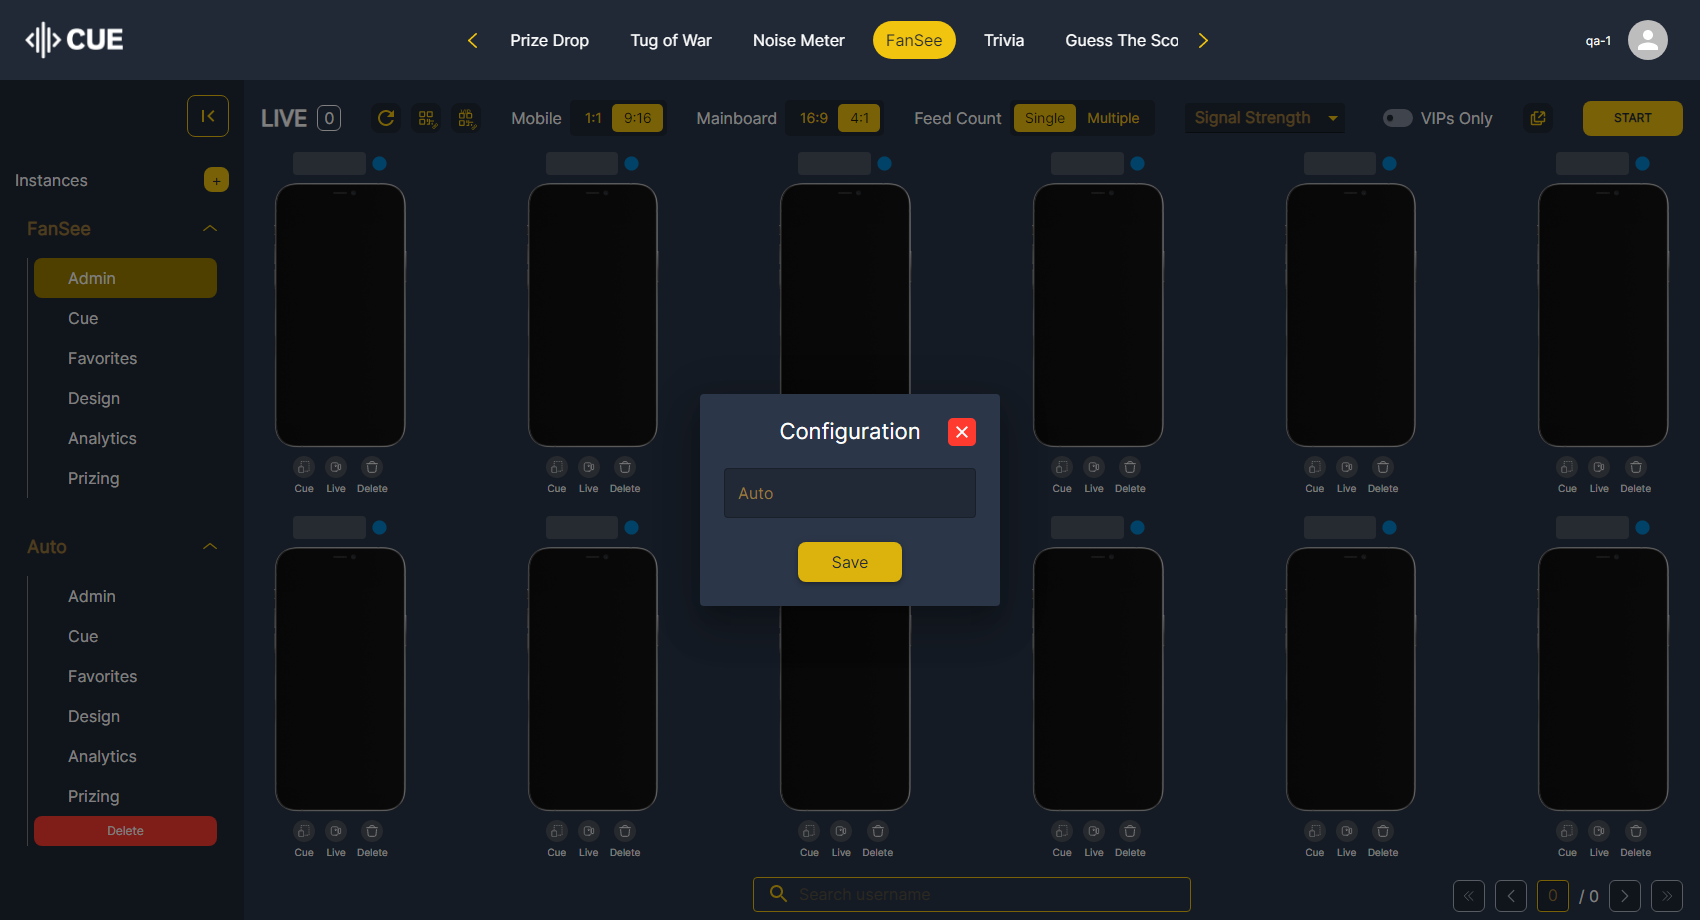 CUE
Prize Drop
Tug of War
Noise Meter
FanSee
Trivia
Guess The Sco
qa-1
LIVE 0
Mobile 1:1 9:16
Mainboard 16:9 4:1
Feed Count Single Multiple
Signal Strength
VIPs Only
START
Instances +
FanSee
Admin
Cue
Favorites
Design
Analytics
Prizing
Auto
Admin
Cue
Favorites
Design
Analytics
Prizing
Delete
Cue Live Delete
Cue Live Delete
Cue Live Delete
Cue Live Delete
Cue Live Delete
Configuration
Auto
Save
Cue Live Delete
Cue Live Delete
Cue Live Delete
Cue Live Delete
Cue Live Delete
Cue Live Delete
Search username
0 / 0